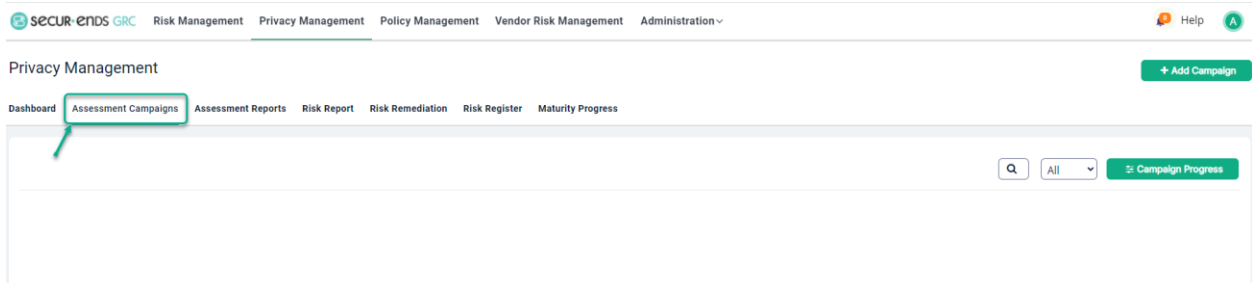 SECUR·ENDS GRC Risk Management Privacy Management Policy Management Vendor Risk Management Administration Help A
Privacy Management + Add Campaign
Dashboard Assessment Campaigns Assessment Reports Risk Report Risk Remediation Risk Register Maturity Progress
All Campaign Progress